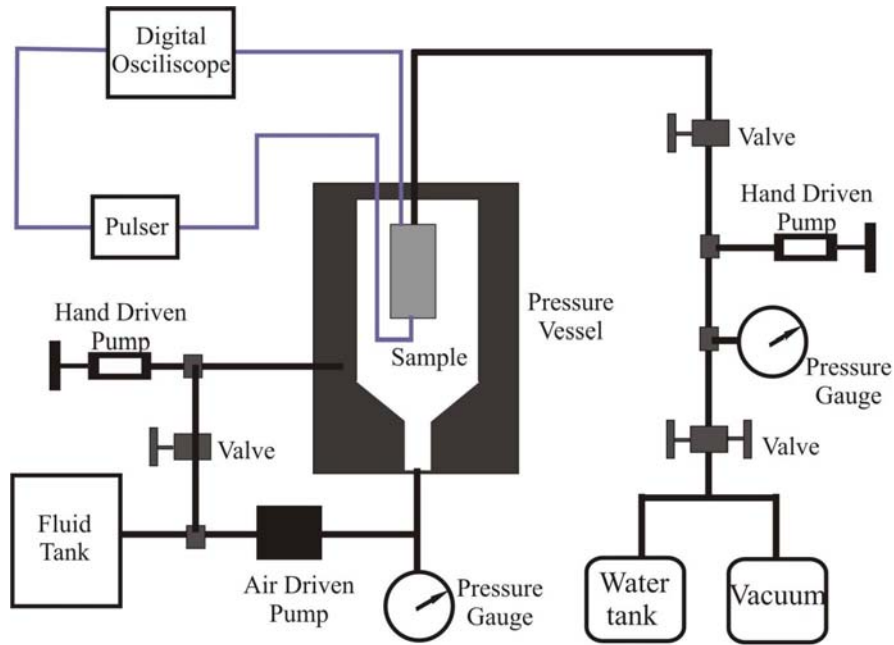 Digital
Osciliscope
Valve
Hand Driven
Pump
Pulser
Pressure
Vessel
Hand Driven
Pump
Sample
Pressure
Gauge
Valve
Valve
Fluid
Tank
Air Driven
Pump
Pressure
Gauge
Water
tank
Vacuum